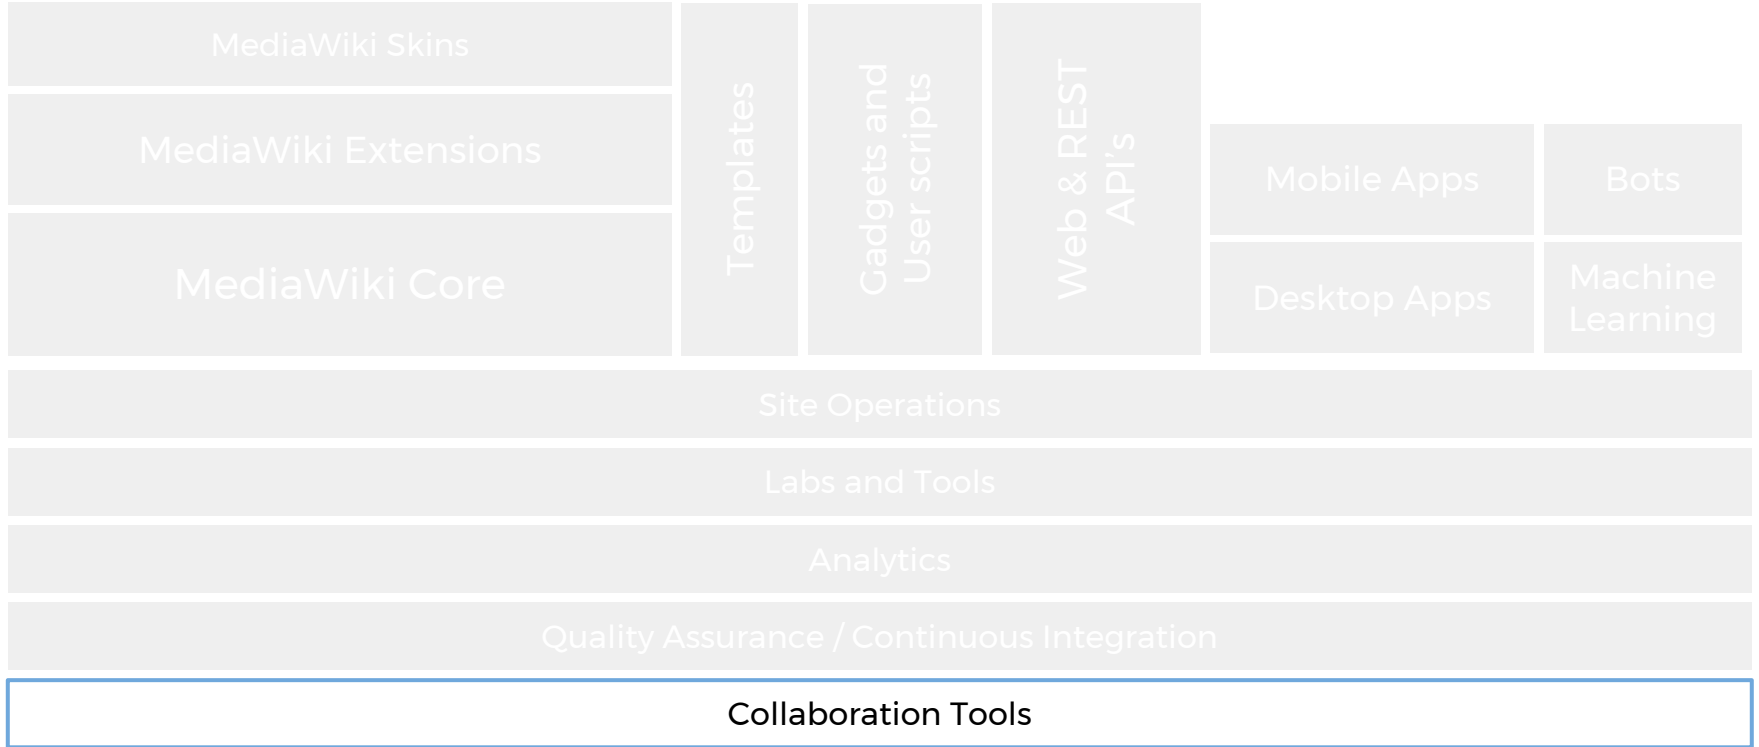 MediaWiki Skins
MediaWiki Extensions
MediaWiki Core
Templates
Gadgets and
User scripts
Web & REST
API's
Mobile Apps
Bots
Desktop Apps
Machine
Learning
Site Operations
Labs and Tools
Analytics
Quality Assurance / Continuous Integration
Collaboration Tools